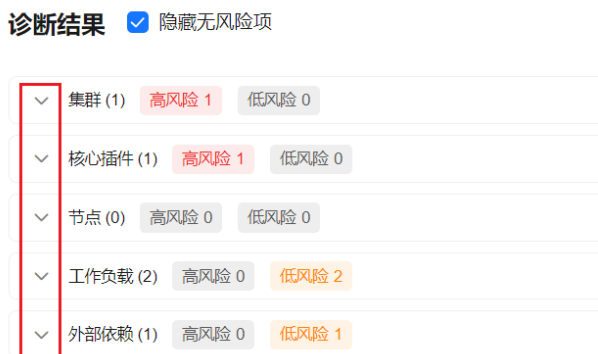 诊断结果 隐藏无风险项
集群 (1) 高风险 1 低风险 0
核心插件 (1) 高风险 1 低风险 0
节点 (0) 高风险 0 低风险 0
工作负载 (2) 高风险 0 低风险 2
外部依赖 (1) 高风险 0 低风险 1